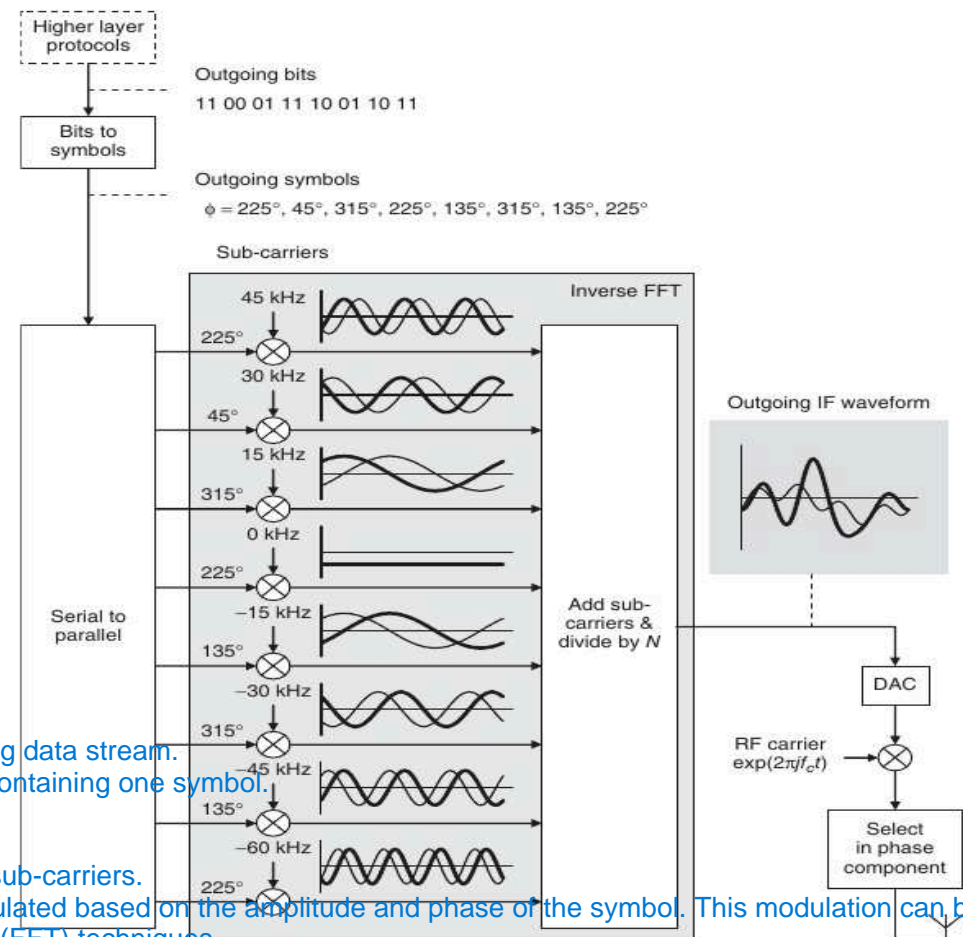 Higher layer
protocols
Outgoing bits
11 00 01 11 10 01 10 11
Bits to
symbols
Outgoing symbols
ϕ = 225°, 45°, 315°, 225°, 135°, 315°, 135°, 225°
Sub-carriers
Inverse FFT
45 kHz
225°
30 kHz
45°
15 kHz
315°
0 kHz
225°
−15 kHz
135°
−30 kHz
315°
−45 kHz
135°
−60 kHz
225°
Serial to
parallel
Add sub-
carriers &
divide by N
Outgoing IF waveform
DAC
RF carrier
exp(2πjf_ct)
Select
in phase
component
g data stream.
ontaining one symbol.
sub-carriers.
ulated based on the amplitude and phase of the symbol. This modulation can b
(FFT) techniques